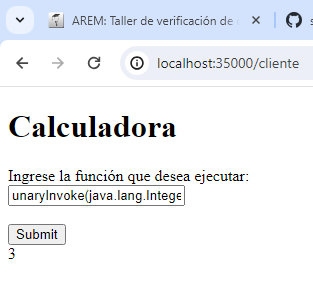 AREM: Taller de verificación de
localhost:35000/cliente
Calculadora
Ingrese la función que desea ejecutar:
unaryInvoke(java.lang.Intege
Submit
3